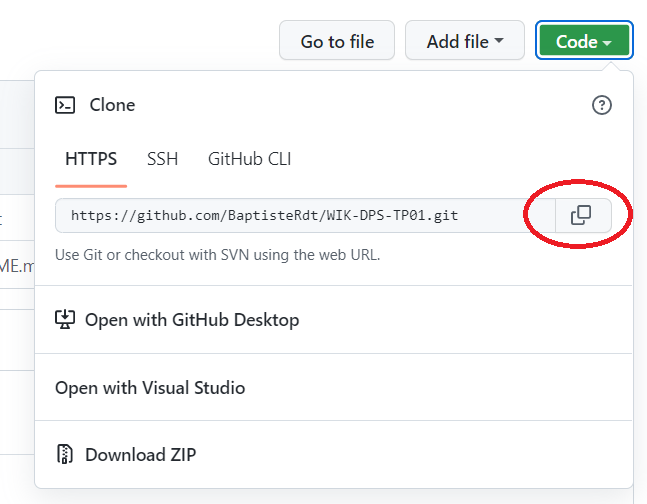 Go to file
Add file
Code
Clone
HTTPS SSH GitHub CLI
https://github.com/BaptisteRdt/WIK-DPS-TP01.git
Use Git or checkout with SVN using the web URL.
ME.m
Open with GitHub Desktop
Open with Visual Studio
Download ZIP